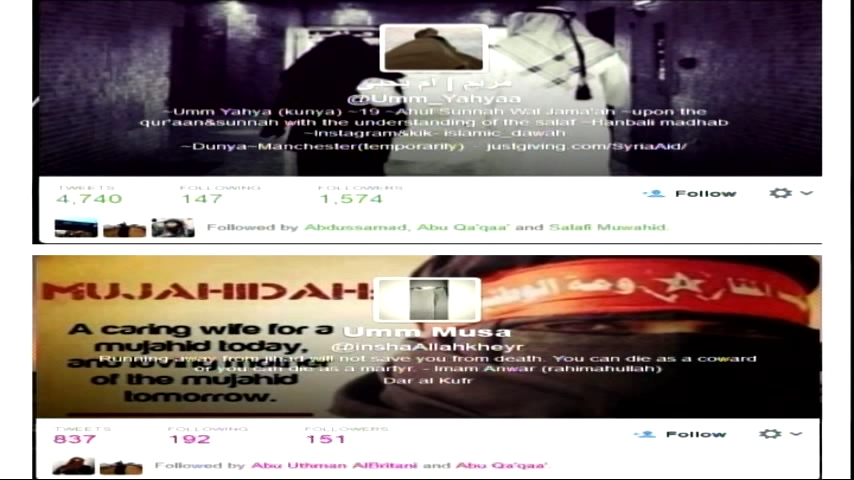 مريم | ام يحيى
@Umm_Yahyaa
~Umm Yahya (kunya) ~19 ~Ahlul Sunnah Wal Jama'ah ~upon the
qur'aan&sunnah with the understanding of the salaf ~Hanbali madhab
~Instagram&kik- islamic_dawah
~Dunya~Manchester(temporarily) · justgiving.com/SyriaAid/
TWEETS FOLLOWING FOLLOWERS
4,740 147 1,574
Follow
Followed by Abdussamad, Abu Qa'qaa' and Salafi Muwahid.
MUJAHIDAH:
A caring wife for a
mujahid today,
of the mujahid
tomorrow.
Umm Musa
@inshaAllahkheyr
Running away from jihad will not save you from death. You can die as a coward
or you can die as a martyr. - Imam Anwar (rahimahullah)
Dar al Kufr
TWEETS FOLLOWING FOLLOWERS
837 192 151
Follow
Followed by Abu Uthman AlBritani and Abu Qa'qaa'.